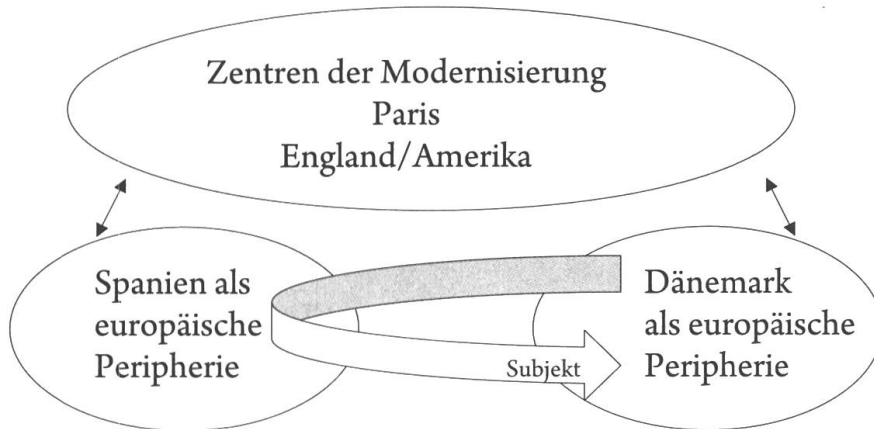 Zentren der Modernisierung
Paris
England/Amerika
Spanien als
europäische
Peripherie
Dänemark
als europäische
Peripherie
Subjekt